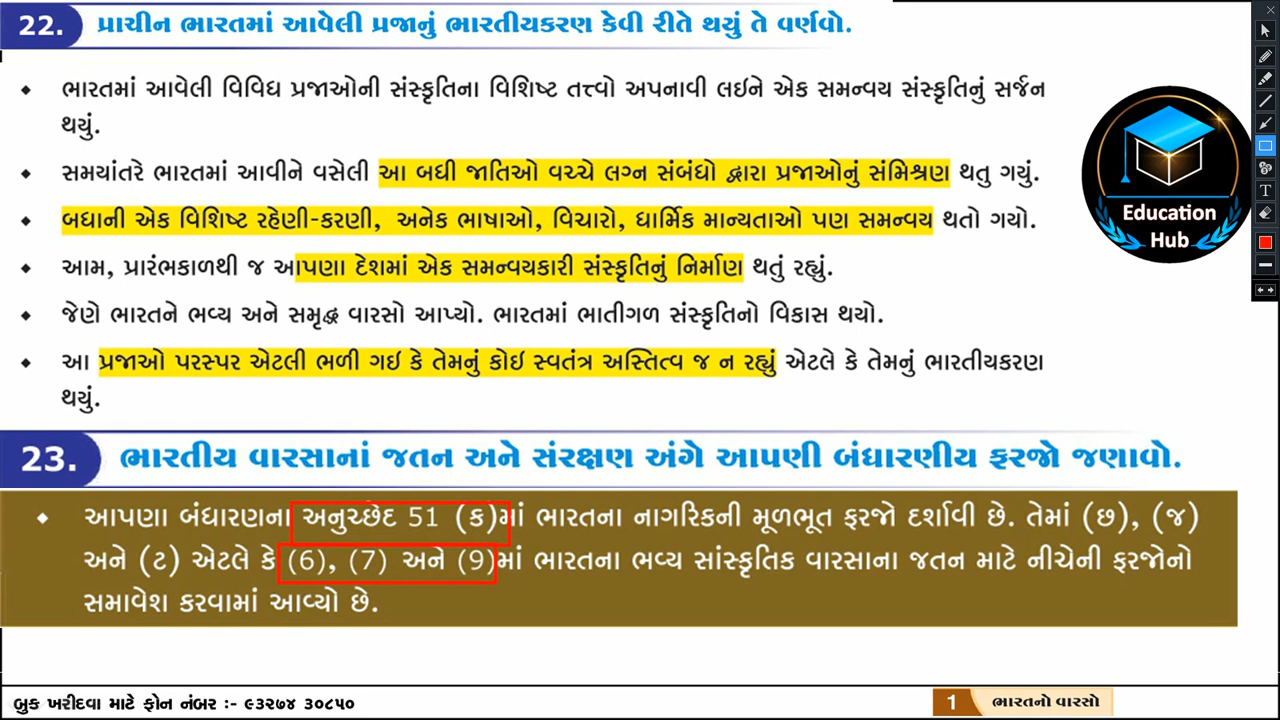 22. પ્રાચીન ભારતમાં આવેલી પ્રજાનું ભારતીયકરણ કેવી રીતે થયું તે વર્ણવો.
ભારતમાં આવેલી વિવિધ પ્રજાઓની સંસ્કૃતિના વિશિષ્ટ તત્ત્વો અપનાવી લઈને એક સમન્વય સંસ્કૃતિનું સર્જન
થયું.
સમયાંતરે ભારતમાં આવીને વસેલી આ બધી જાતિઓ વચ્ચે લગ્ન સંબંધો દ્વારા પ્રજાઓનું સંમિશ્રણ થતુ ગયું.
બધાની એક વિશિષ્ટ રહેણી-કરણી, અનેક ભાષાઓ, વિચારો, ધાર્મિક માન્યતાઓ પણ સમન્વય થતો ગયો.
આમ, પ્રારંભકાળથી જ આપણા દેશમાં એક સમન્વયકારી સંસ્કૃતિનું નિર્માણ થતું રહ્યું.
જેણે ભારતને ભવ્ય અને સમૃદ્ધ વારસો આપ્યો. ભારતમાં ભાતીગળ સંસ્કૃતિનો વિકાસ થયો.
આ પ્રજાઓ પરસ્પર એટલી ભળી ગઈ કે તેમનું કોઇ સ્વતંત્ર અસ્તિત્વ જ ન રહ્યું એટલે કે તેમનું ભારતીયકરણ
થયું.
Education
Hub
23. ભારતીય વારસાનાં જતન અને સંરક્ષણ અંગે આપણી બંધારણીય ફરજો જણાવો.
આપણા બંધારણના અનુચ્છેદ 51 (ક)માં ભારતના નાગરિકની મૂળભૂત ફરજો દર્શાવી છે. તેમાં (છ), (જ)
અને (ટ) એટલે કે (6), (7) અને (9)માં ભારતના ભવ્ય સાંસ્કૃતિક વારસાના જતન માટે નીચેની ફરજોનો
સમાવેશ કરવામાં આવ્યો છે.
બુક ખરીદવા માટે ફોન નંબર :- ૯૩૨૭૪ ૩૦૮૫૦
1 ભારતનો વારસો